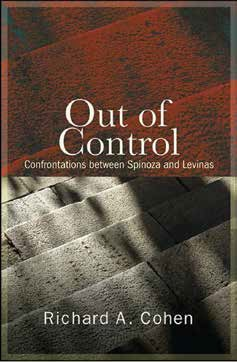 Out of
Control
Confrontations between Spinoza and Levinas
Richard A. Cohen